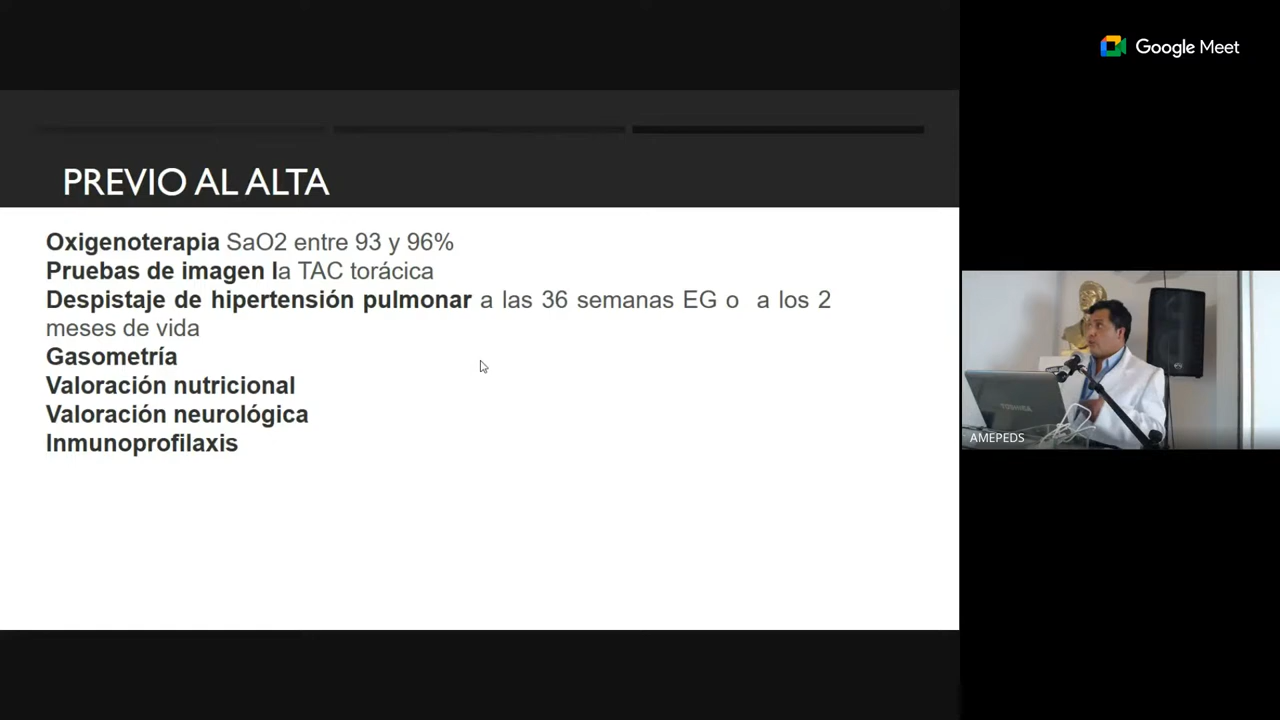 Google Meet
PREVIO AL ALTA
Oxigenoterapia SaO2 entre 93 y 96%
Pruebas de imagen la TAC torácica
Despistaje de hipertensión pulmonar a las 36 semanas EG o a los 2
meses de vida
Gasometría
Valoración nutricional
Valoración neurológica
Inmunoprofilaxis
TOSHIBA
AMEPEDS